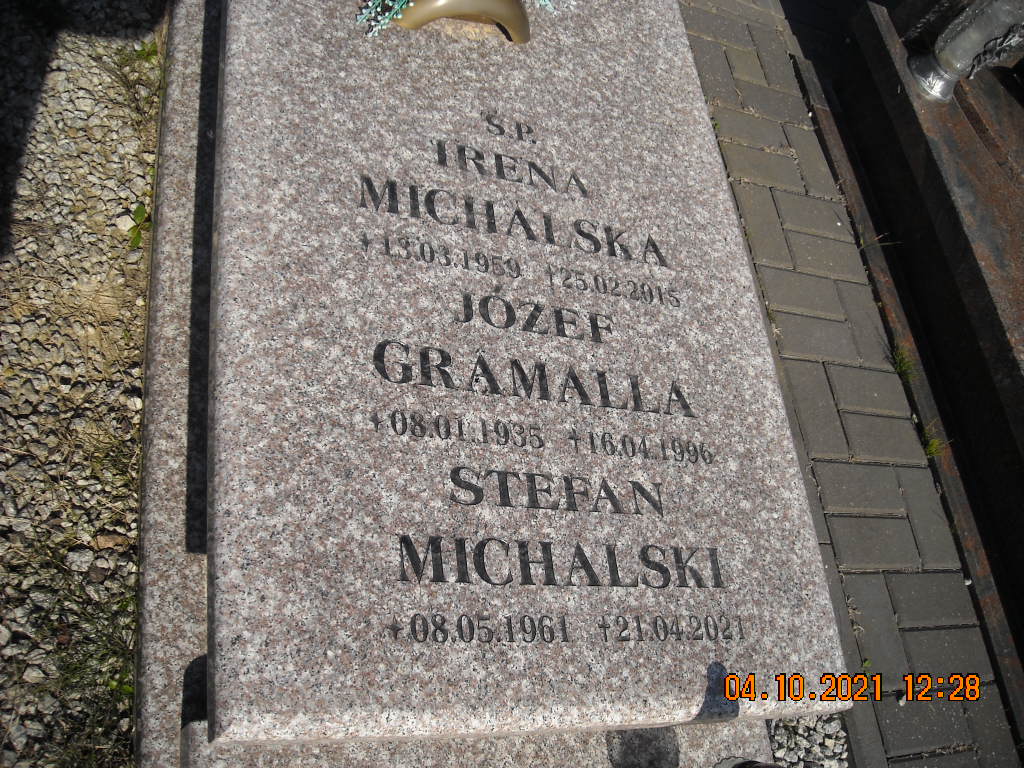 Ś.P.
IRENA
MICHALSKA
+13.03.1959 +25.02.2015
JÓZEF
GRAMALLA
+08.01.1935 +16.04.1996
STEFAN
MICHALSKI
+08.05.1961 +21.04.2021
04.10.2021 12:28